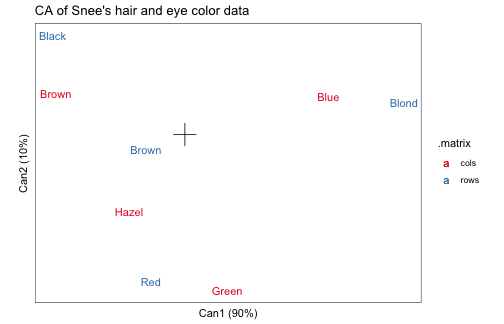 CA of Snee's hair and eye color data
Black
Brown
Blue
Blond
Brown
Hazel
Red
Green
Can2 (10%)
Can1 (90%)
.matrix
a cols
a rows